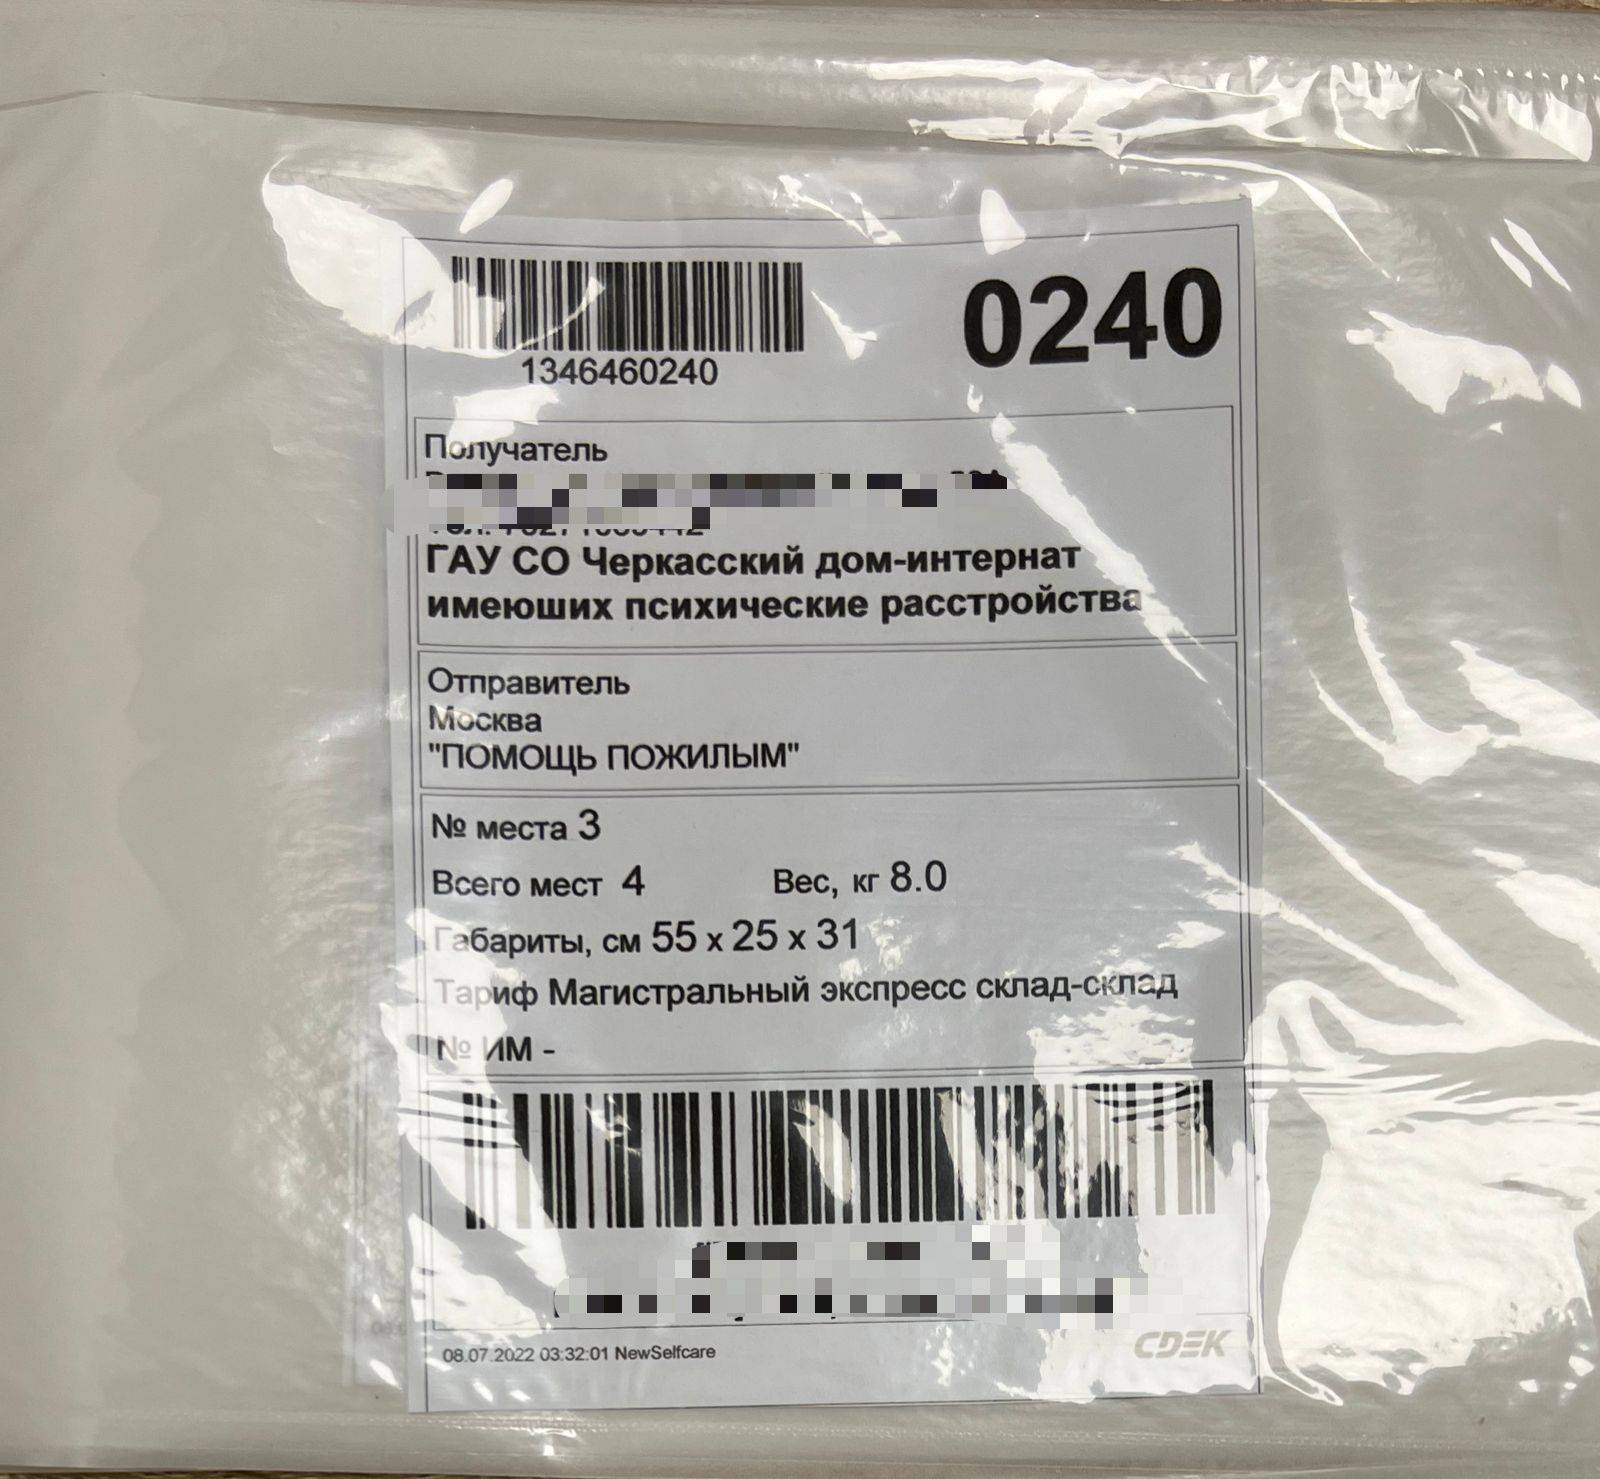 0240
1346460240
Получатель
ГАУ СО Черкасский дом-интернат
имеюших психические расстройства
Отправитель
Москва
"ПОМОЩЬ ПОЖИЛЫМ"
№ места 3
Всего мест 4 Вес, кг 8.0
Габариты, см 55 x 25 x 31
Тариф Магистральный экспресс склад-склад
№ ИМ -
08.07.2022 03:32:01 NewSelfcare
CDEK